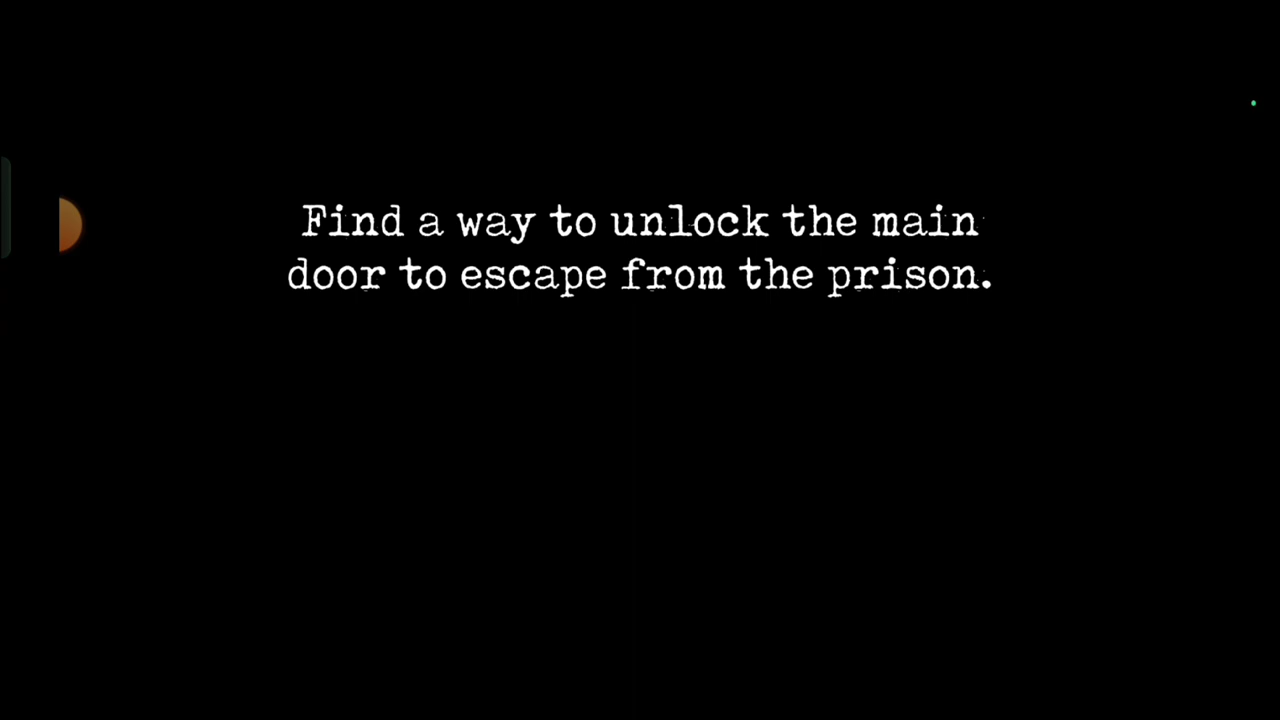 Find a way to unlock the main
door to escape from the prison.